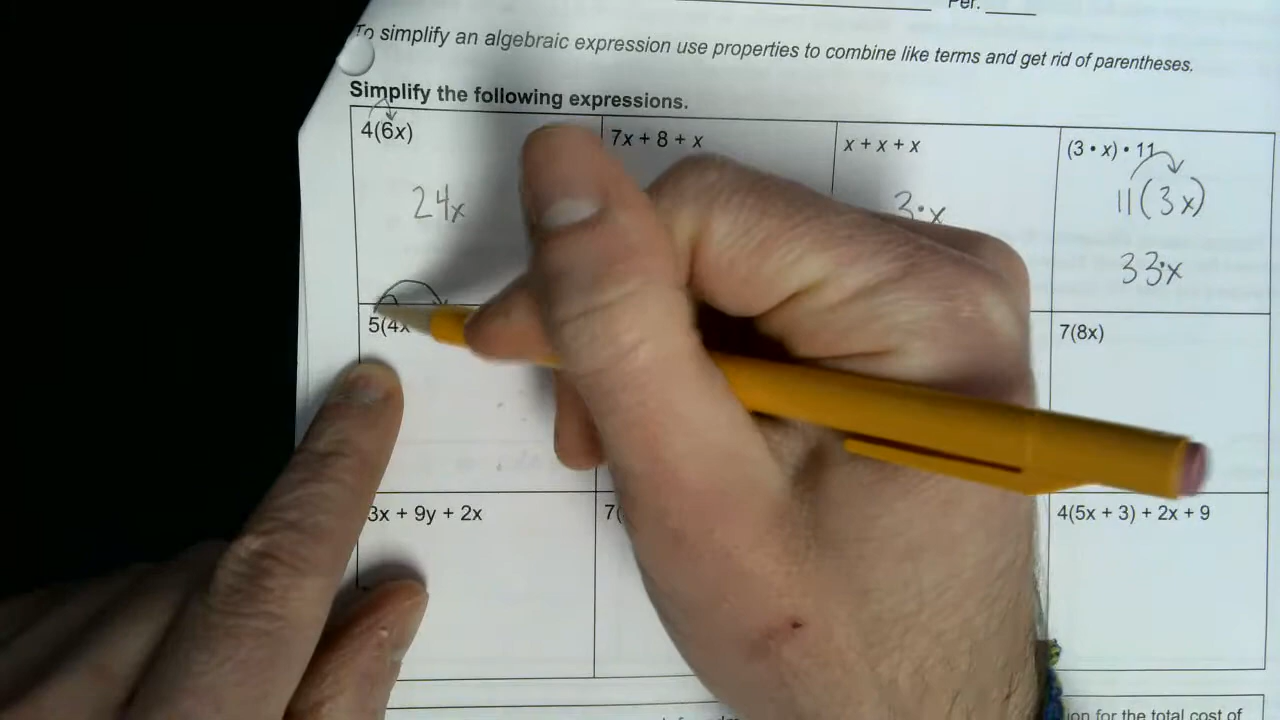 Per.
To simplify an algebraic expression use properties to combine like terms and get rid of parentheses.
Simplify the following expressions.
4(6x)
24x
7x + 8 + x
x + x + x
3·x
(3 • x) • 11
11(3x)
33·x
5(4x
7(8x)
3x + 9y + 2x
7(
4(5x + 3) + 2x + 9
for the total cost of